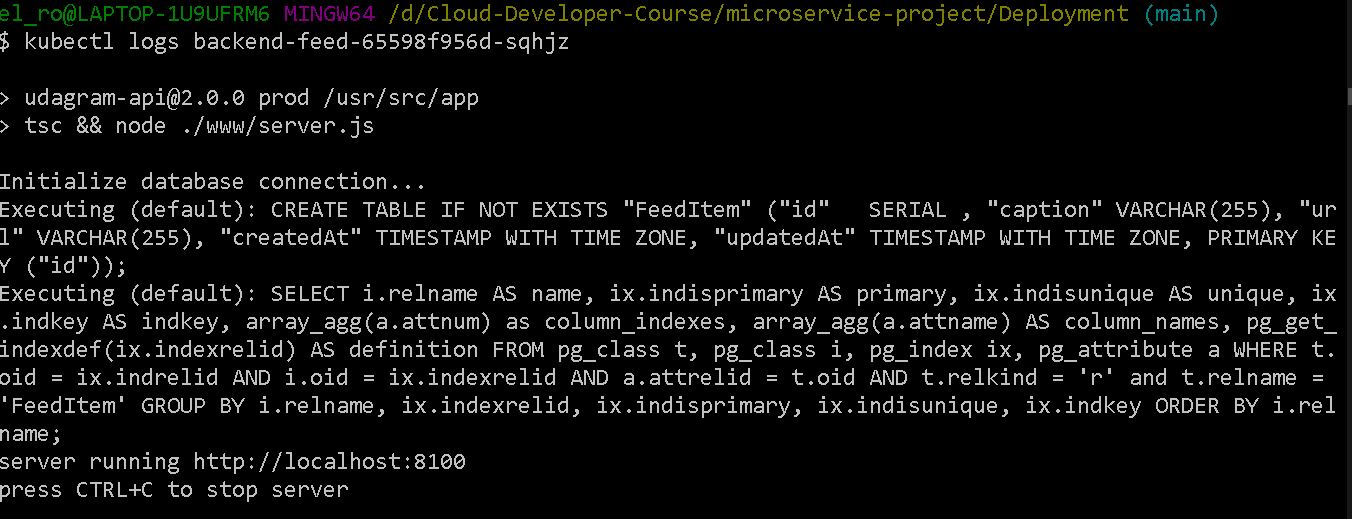 el_ro@LAPTOP-1U9UFRM6 MINGW64 /d/Cloud-Developer-Course/microservice-project/Deployment (main)
$ kubectl logs backend-feed-65598f956d-sqhjz
> udagram-api@2.0.0 prod /usr/src/app
> tsc && node ./www/server.js
Initialize database connection...
Executing (default): CREATE TABLE IF NOT EXISTS "FeedItem" ("id"   SERIAL , "caption" VARCHAR(255), "ur
l" VARCHAR(255), "createdAt" TIMESTAMP WITH TIME ZONE, "updatedAt" TIMESTAMP WITH TIME ZONE, PRIMARY KE
Y ("id"));
Executing (default): SELECT i.relname AS name, ix.indisprimary AS primary, ix.indisunique AS unique, ix
.indkey AS indkey, array_agg(a.attnum) as column_indexes, array_agg(a.attname) AS column_names, pg_get_
indexdef(ix.indexrelid) AS definition FROM pg_class t, pg_class i, pg_index ix, pg_attribute a WHERE t.
oid = ix.indrelid AND i.oid = ix.indexrelid AND a.attrelid = t.oid AND t.relkind = 'r' and t.relname =
'FeedItem' GROUP BY i.relname, ix.indexrelid, ix.indisprimary, ix.indisunique, ix.indkey ORDER BY i.rel
name;
server running http://localhost:8100
press CTRL+C to stop server